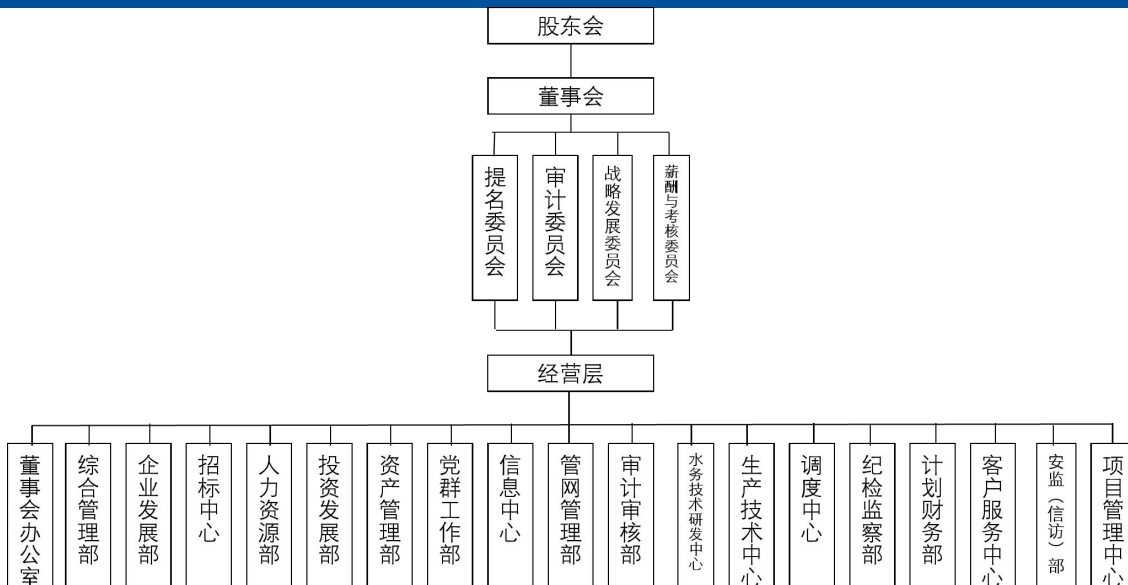 股东会
董事会
提名委员会
审计委员会
战略发展委员会
薪酬与考核委员会
经营层
董事会办公室
综合管理部
企业发展部
招标中心
人力资源部
投资发展部
资产管理部
党群工作部
信息中心
管网管理部
审计审核部
水务技术研发中心
生产技术中心
调度中心
纪检监察部
计划财务部
客户服务中心
安监（信访）部
项目管理中心